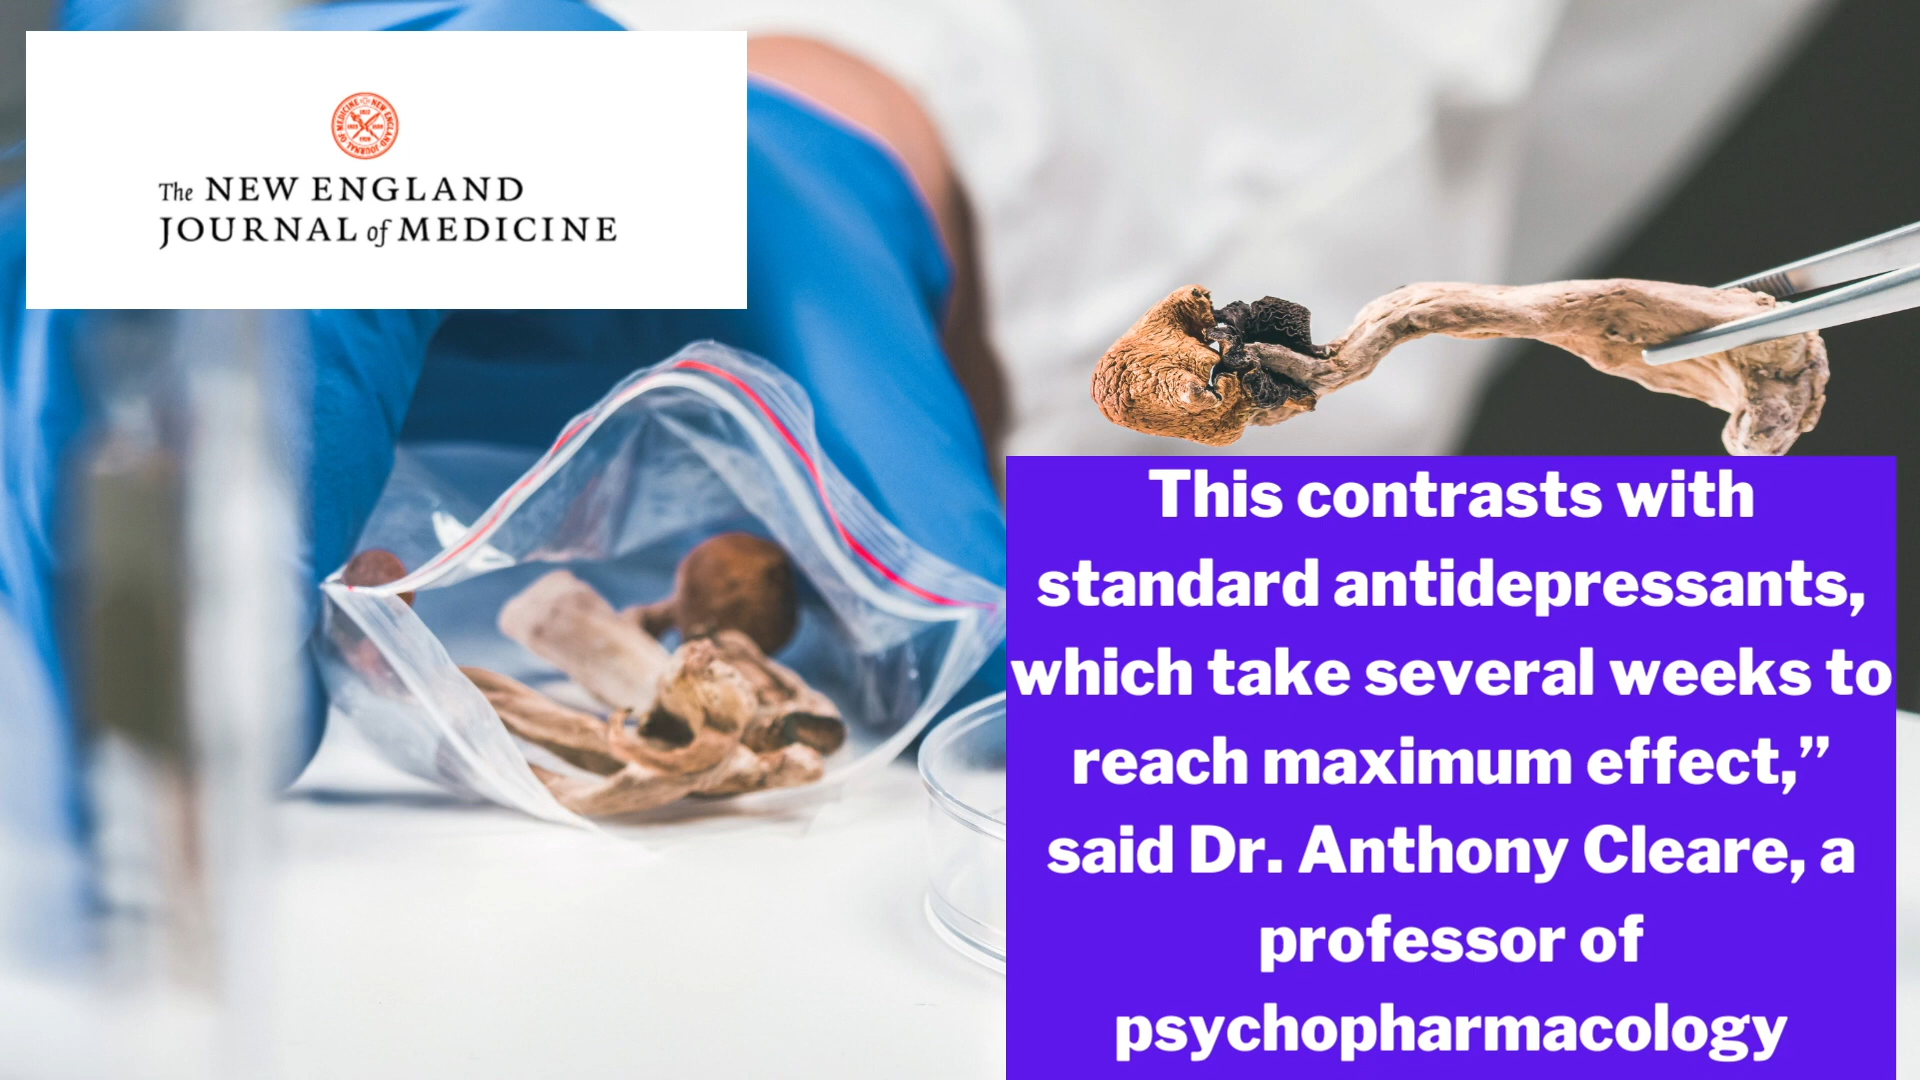 The NEW ENGLAND
JOURNAL of MEDICINE
This contrasts with
standard antidepressants,
which take several weeks to
reach maximum effect,”
said Dr. Anthony Cleare, a
professor of
psychopharmacology